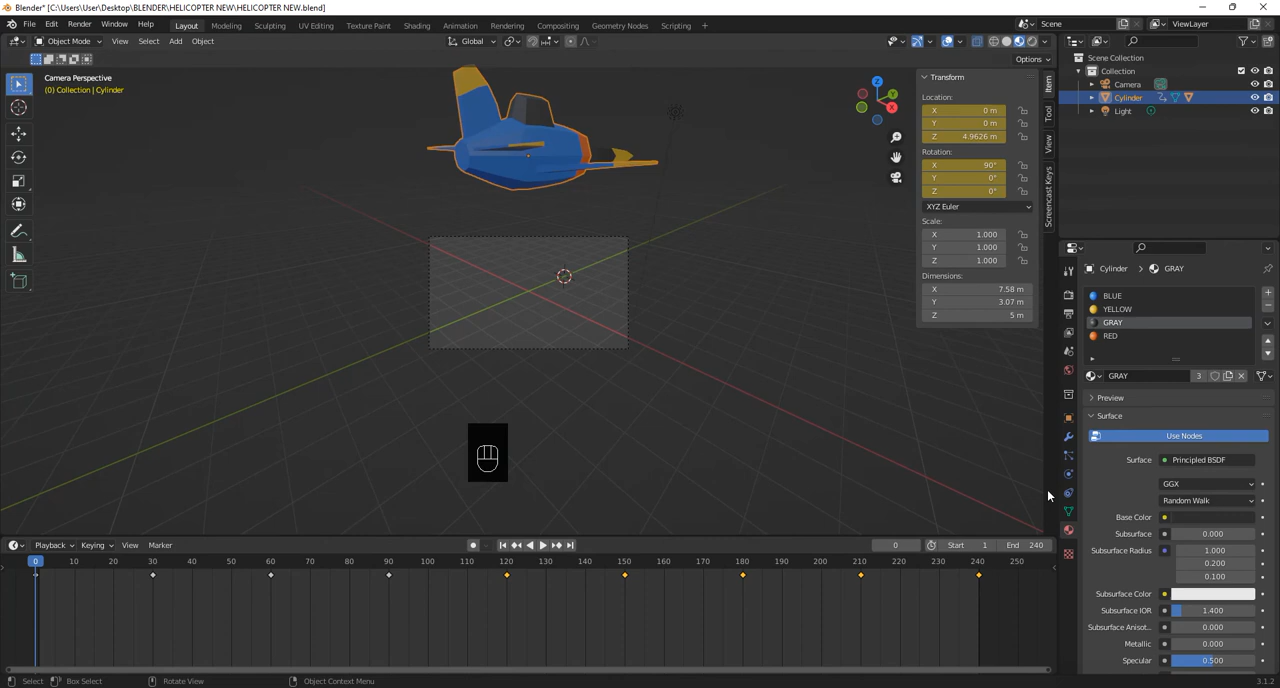 Blender* [C:\Users\User\Desktop\BLENDER\HELICOPTER NEW\HELICOPTER NEW.blend]
File Edit Render Window Help Layout Modeling Sculpting UV Editing Texture Paint Shading Animation Rendering Compositing Geometry Nodes Scripting + Scene ViewLayer
Object Mode View Select Add Object Global
Options
Camera Perspective
(0) Collection | Cylinder
Z
Y
X
Transform
Location:
X 0 m
Y 0 m
Z 4.9626 m
Rotation:
X 90°
Y 0°
Z 0°
XYZ Euler
Scale:
X 1.000
Y 1.000
Z 1.000
Dimensions:
X 7.58 m
Y 3.07 m
Z 5 m
Item
Tool
View
Screencast Keys
Scene Collection
Collection
Camera
Cylinder
Light
Cylinder GRAY
BLUE
YELLOW
GRAY
RED
GRAY 3
Preview
Surface
Use Nodes
Surface Principled BSDF
GGX
Random Walk
Base Color
Subsurface 0.000
Subsurface Radius 1.000
0.200
0.100
Subsurface Color
Subsurface IOR 1.400
Subsurface Anisot... 0.000
Metallic 0.000
Specular 0.500
Playback Keying View Marker 0 Start 1 End 240
0 10 20 30 40 50 60 70 80 90 100 110 120 130 140 150 160 170 180 190 200 210 220 230 240 250
Select Box Select Rotate View Object Context Menu 3.1.2